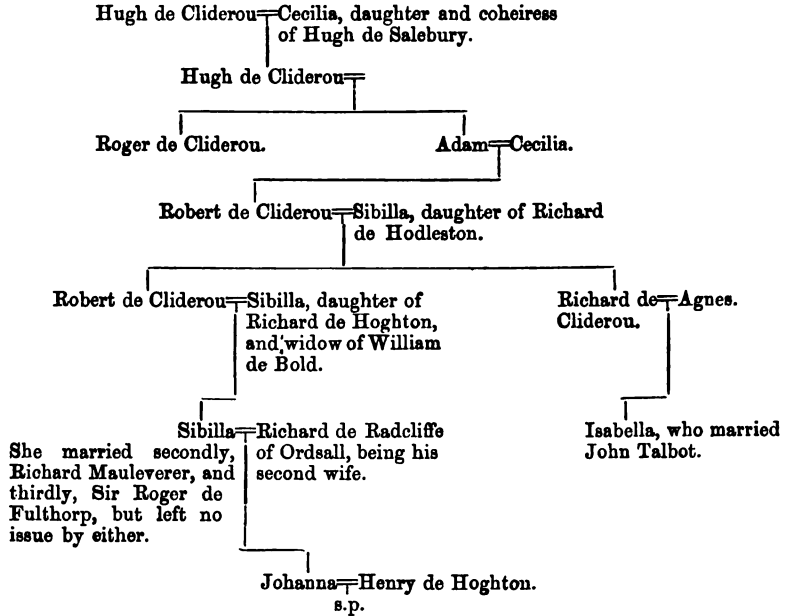 Hugh de Cliderou=Cecilia, daughter and coheiress
of Hugh de Salebury.
Hugh de Cliderou=
Roger de Cliderou.
Adam=Cecilia.
Robert de Cliderou=Sibilla, daughter of Richard
de Hodleston.
Robert de Cliderou=Sibilla, daughter of
Richard de Hoghton,
and widow of William
de Bold.
Richard de=Agnes.
Cliderou.
Sibilla=Richard de Radcliffe
of Ordsall, being his
second wife.
She married secondly,
Richard Mauleverer, and
thirdly, Sir Roger de
Fulthorp, but left no
issue by either.
Isabella, who married
John Talbot.
Johanna=Henry de Hoghton.
s.p.